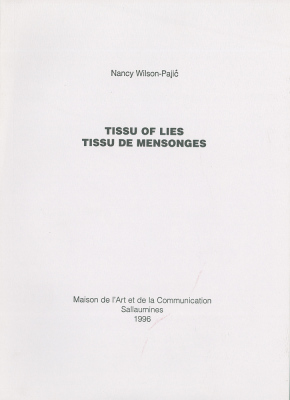 Nancy Wilson-Pajič
TISSU OF LIES
TISSU DE MENSONGES
Maison de l'Art et de la Communication
Sallaumines
1996